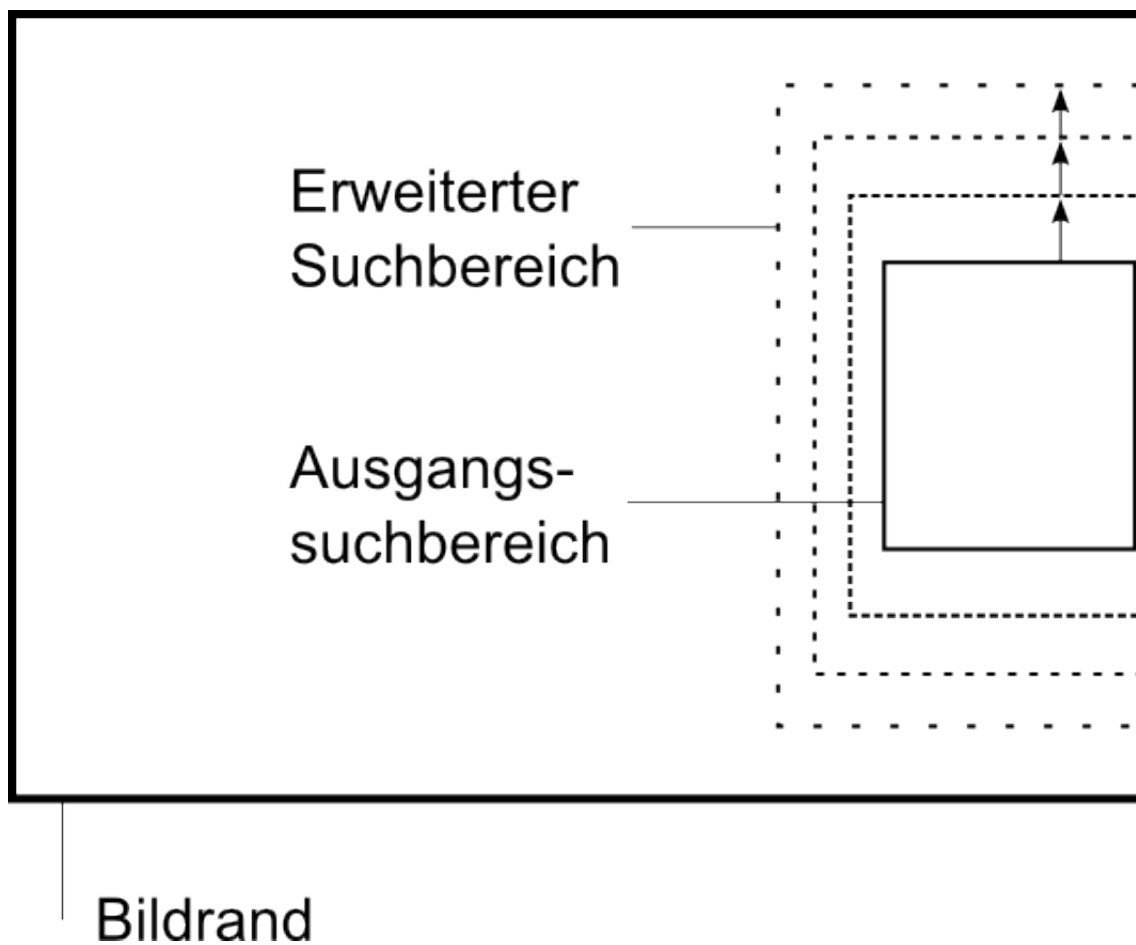 Erweiterter
Suchbereich
Ausgangs-
suchbereich
Bildrand